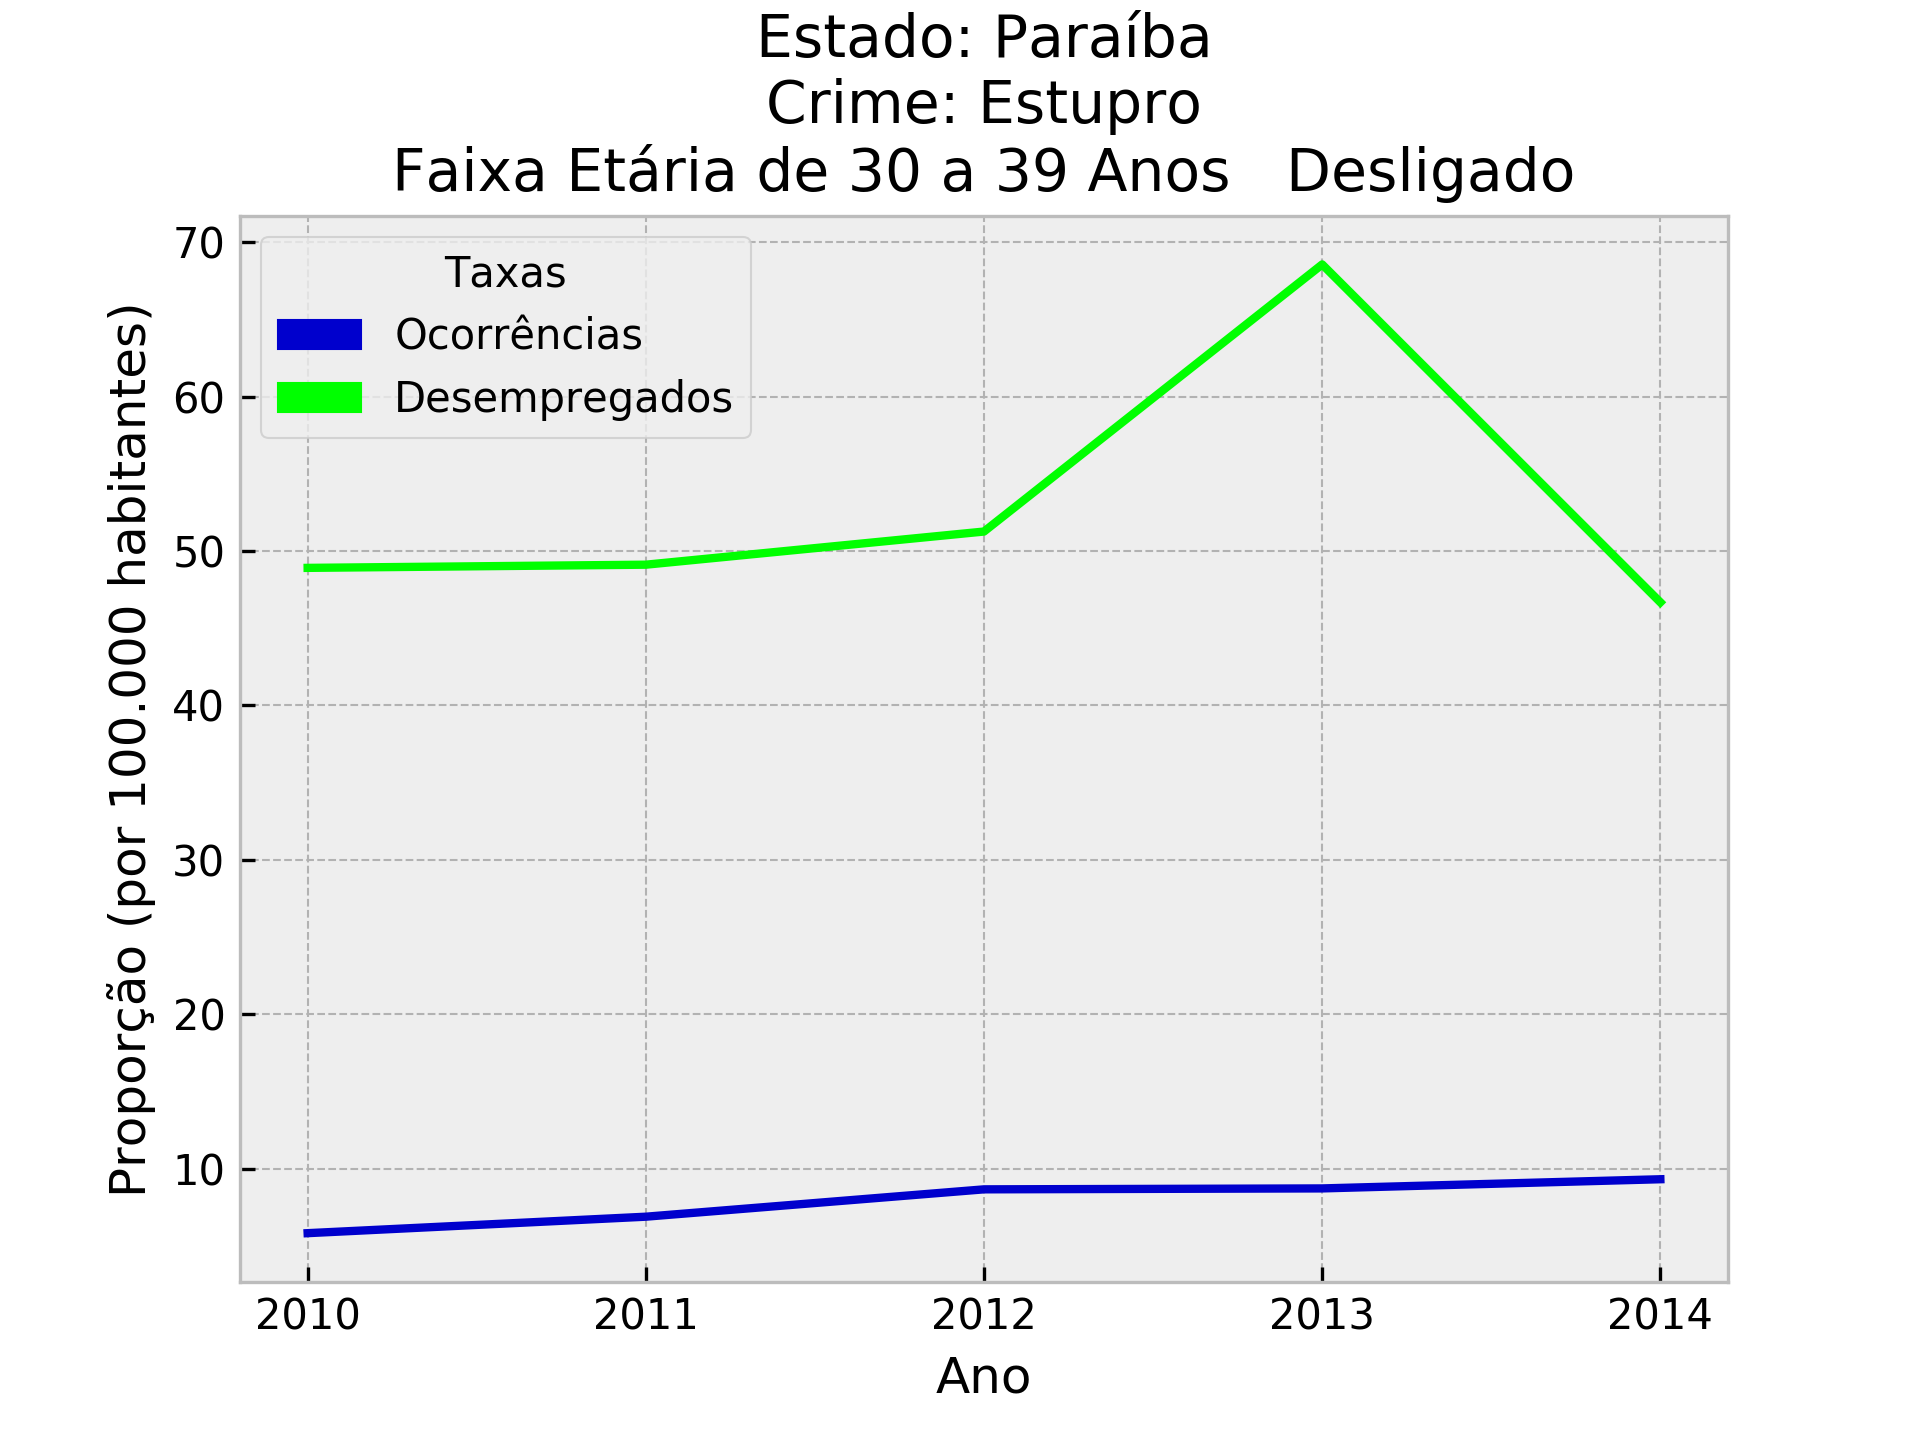 Estado: Paraíba
Crime: Estupro
Faixa Etária de 30 a 39 Anos   Desligado
Taxas
Ocorrências
Desempregados
Proporção (por 100.000 habitantes)
70
60
50
40
30
20
10
2010 2011 2012 2013 2014
Ano